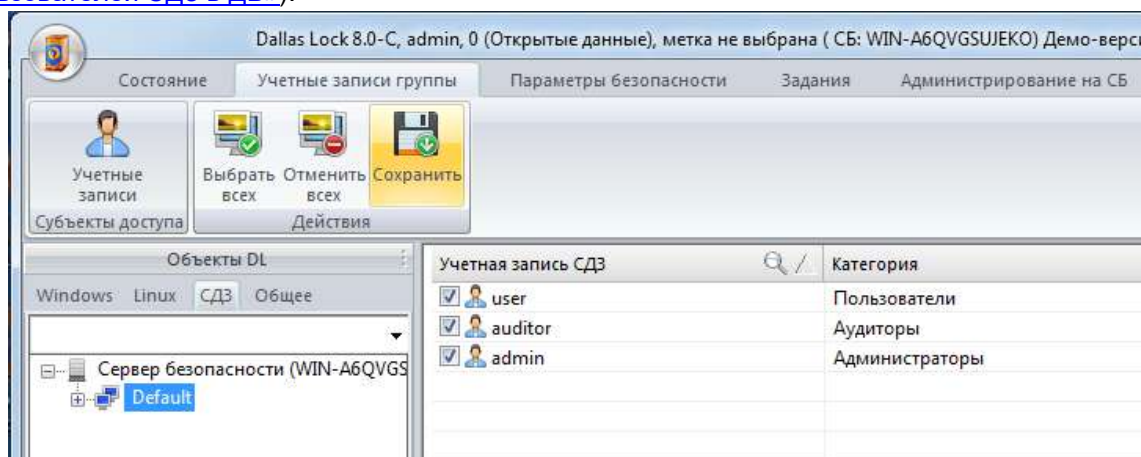 Dallas Lock 8.0-C, admin, 0 (Открытые данные), метка не выбрана ( СБ: WIN-A6QVGSUJEKO) Демо-верс
Состояние Учетные записи группы Параметры безопасности Задания Администрирование на СБ
Учетные записи
Выбрать всех
Отменить всех
Сохранить
Субъекты доступа
Действия
Объекты DL
Windows Linux СДЗ Общее
Сервер безопасности (WIN-A6QVGS
Default
Учетная запись СДЗ Категория
user Пользователи
auditor Аудиторы
admin Администраторы